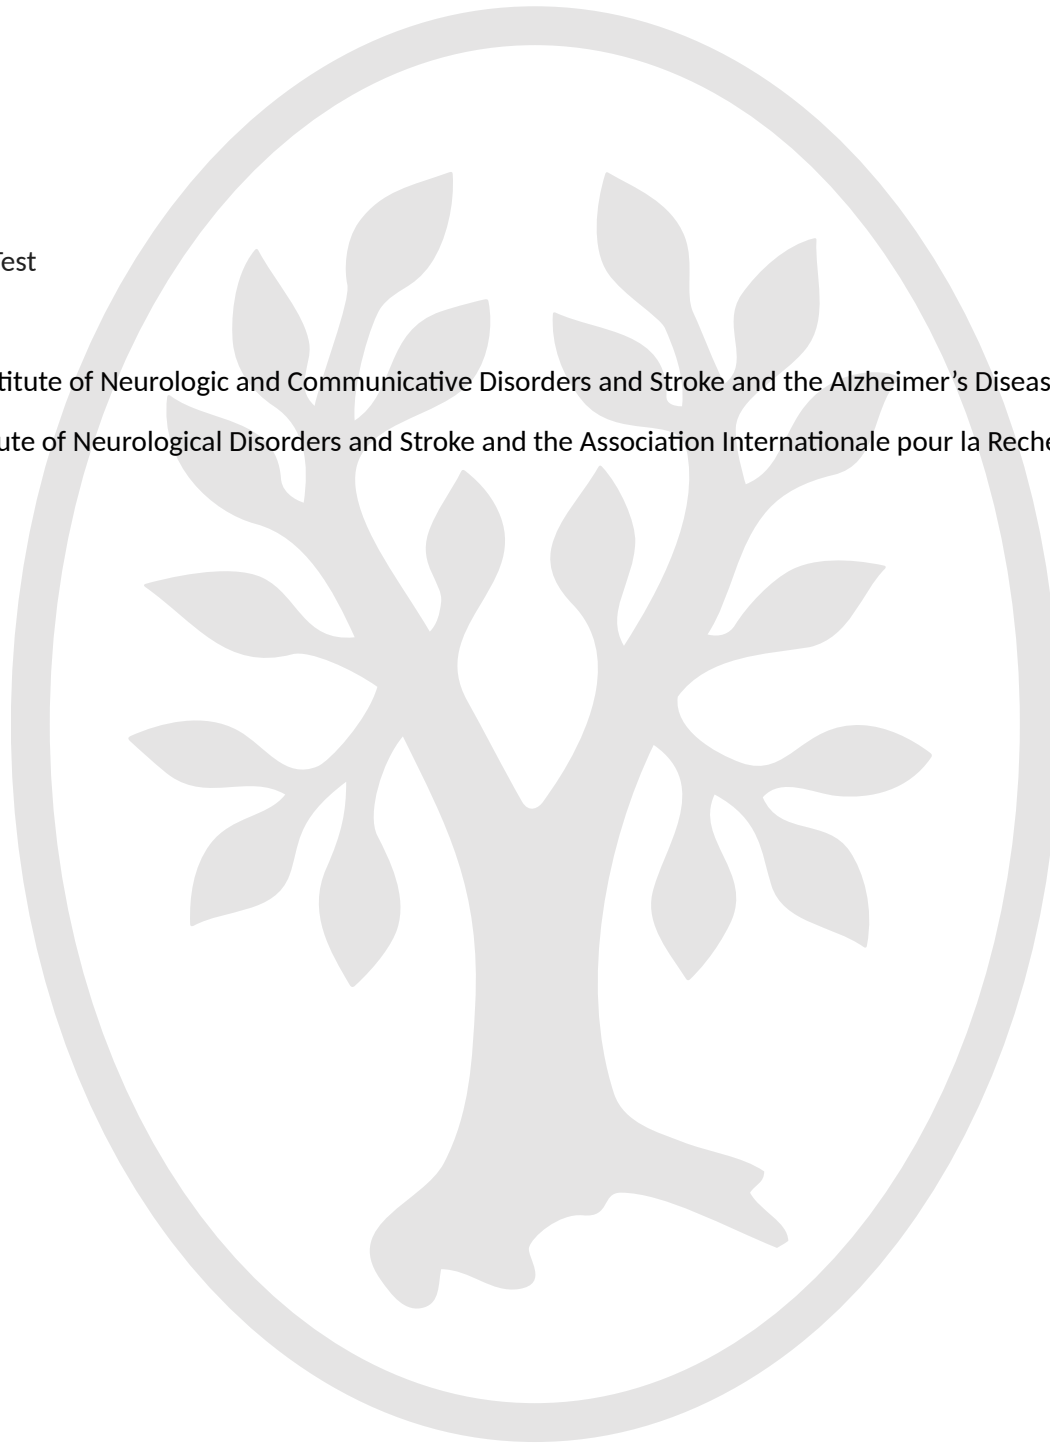 Test
titute of Neurologic and Communicative Disorders and Stroke and the Alzheimer’s Diseas
ute of Neurological Disorders and Stroke and the Association Internationale pour la Reche